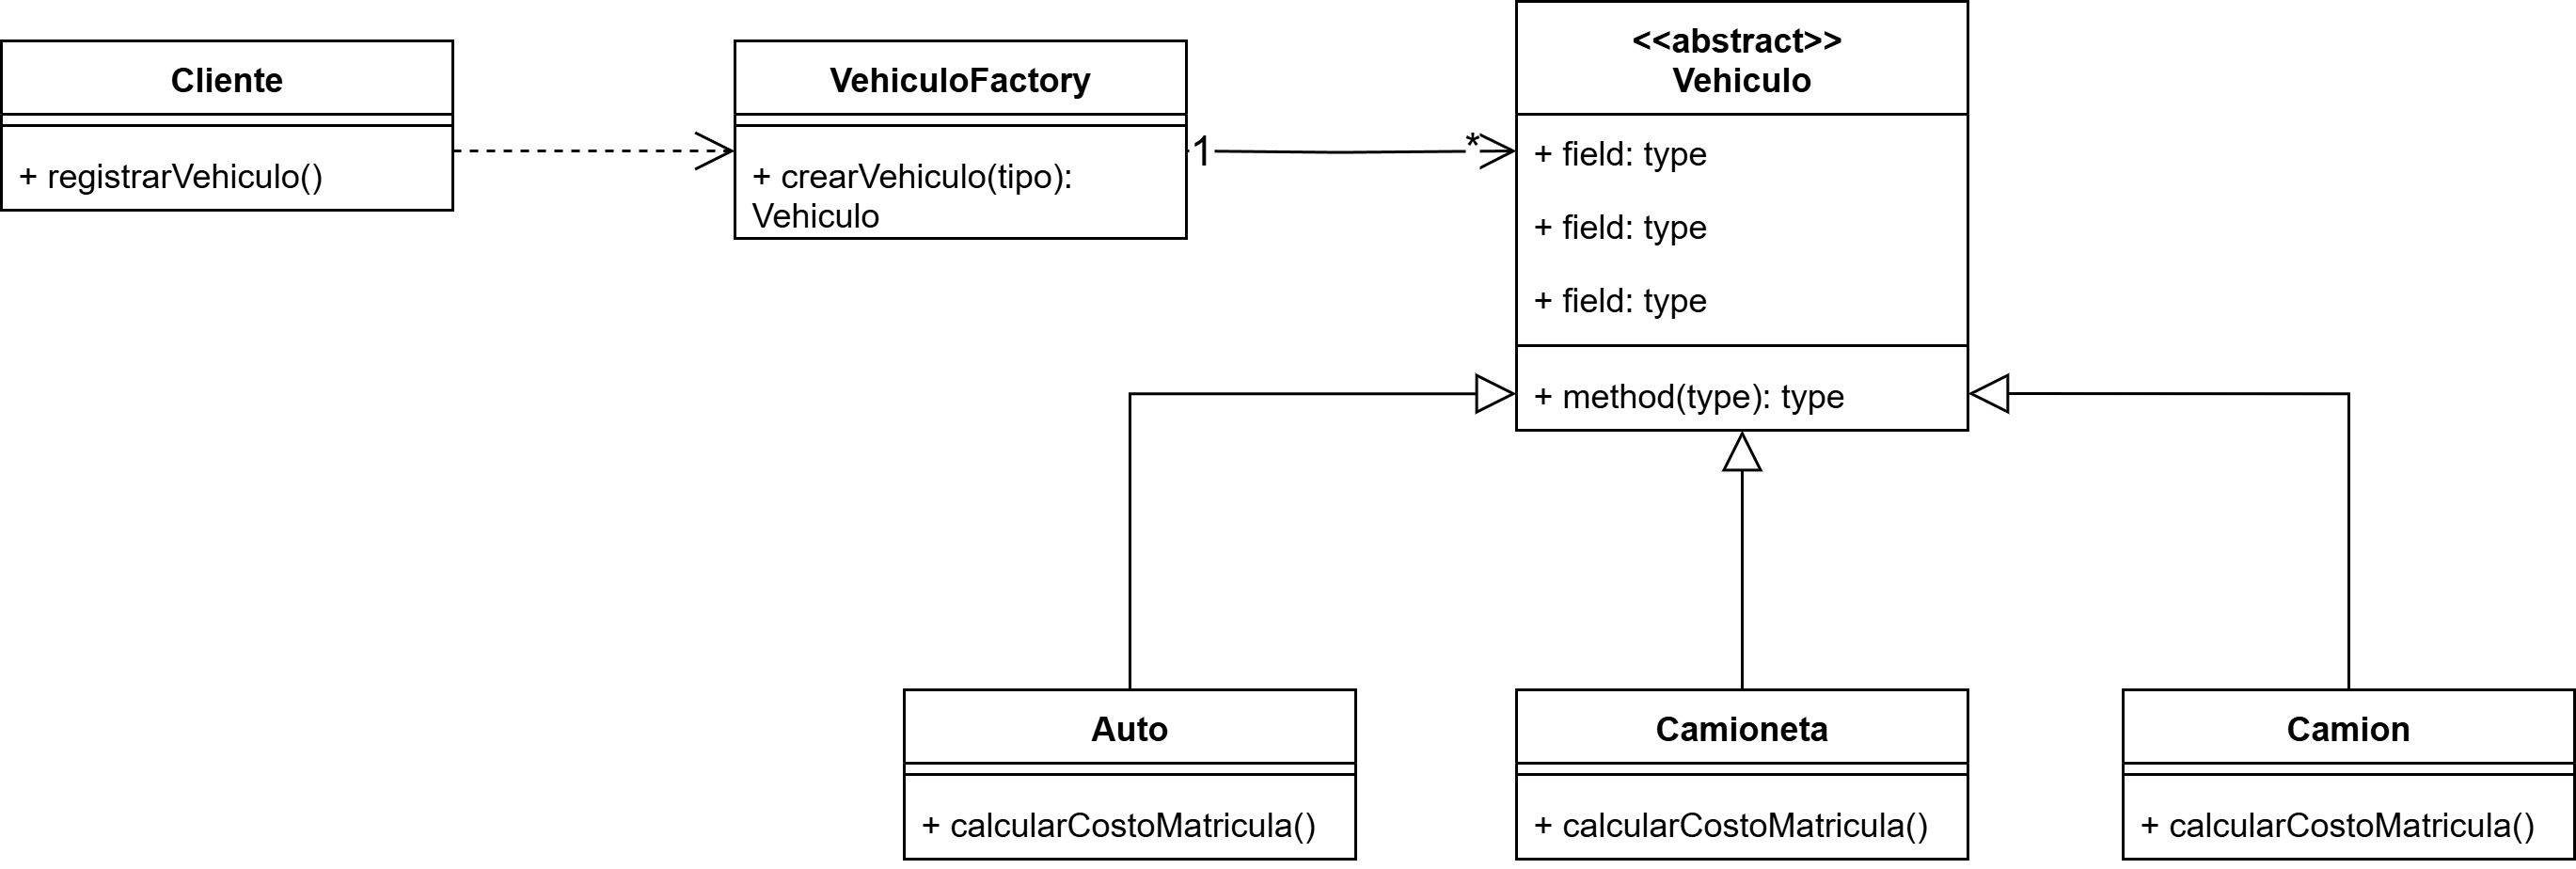 Cliente
+ registrarVehiculo()
VehiculoFactory
+ crearVehiculo(tipo):
Vehiculo
1
*
<<abstract>>
Vehiculo
+ field: type
+ field: type
+ field: type
+ method(type): type
Auto
+ calcularCostoMatricula()
Camioneta
+ calcularCostoMatricula()
Camion
+ calcularCostoMatricula()